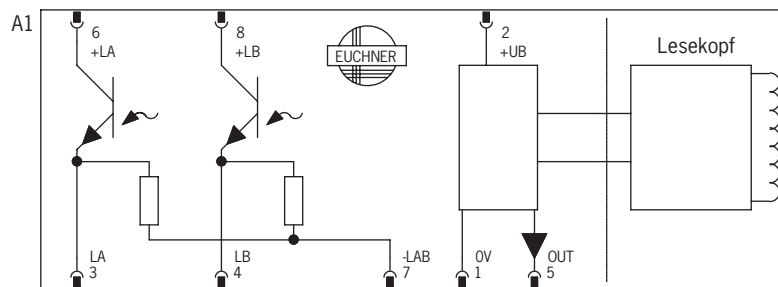 A1
6
+LA
8
+LB
EUCHNER
2
+UB
Lesekopf
LA
3
LB
4
-LAB
7
0V
1
OUT
5